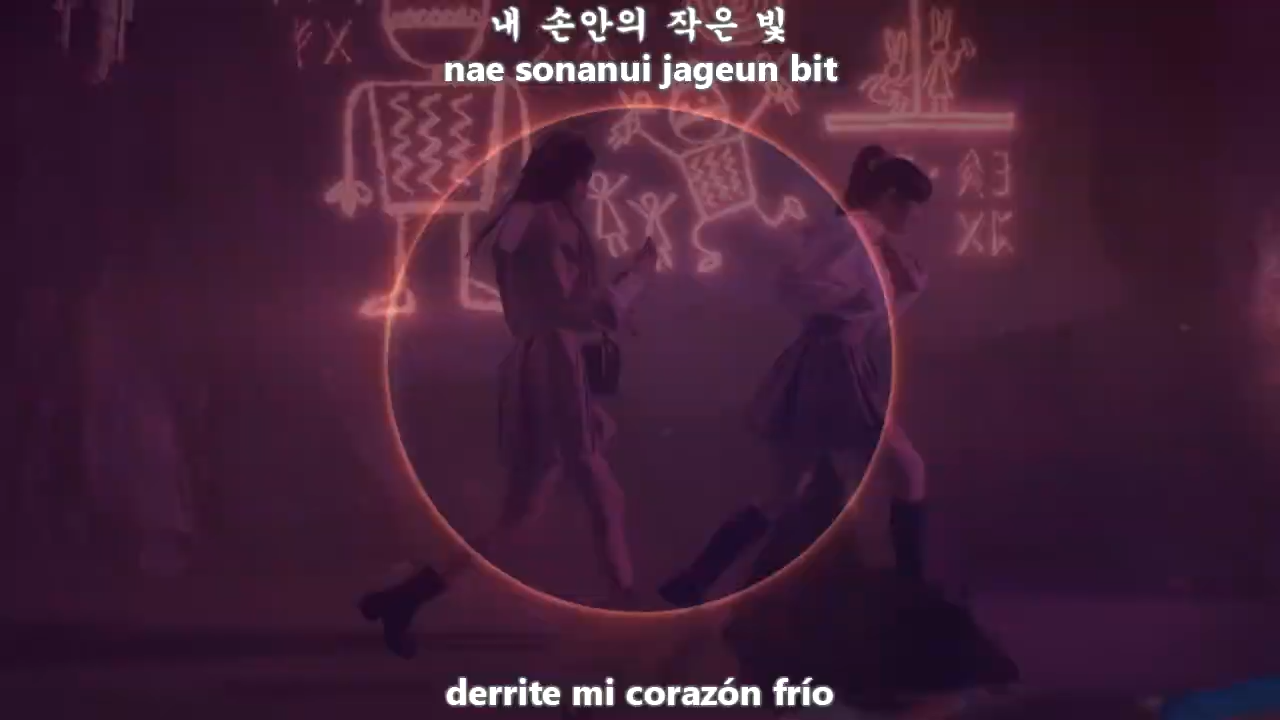 내 손안의 작은 빛
nae sonanui jageun bit
derrite mi corazón frío